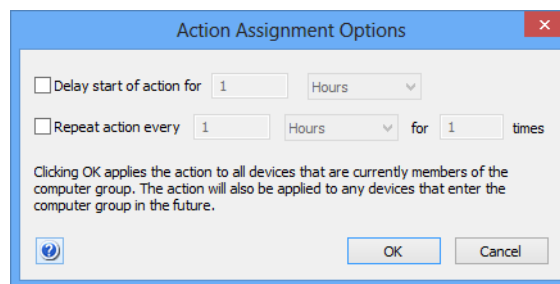 Action Assignment Options
Delay start of action for 1 Hours
Repeat action every 1 Hours for 1 times
Clicking OK applies the action to all devices that are currently members of the
computer group. The action will also be applied to any devices that enter the
computer group in the future.
OK Cancel